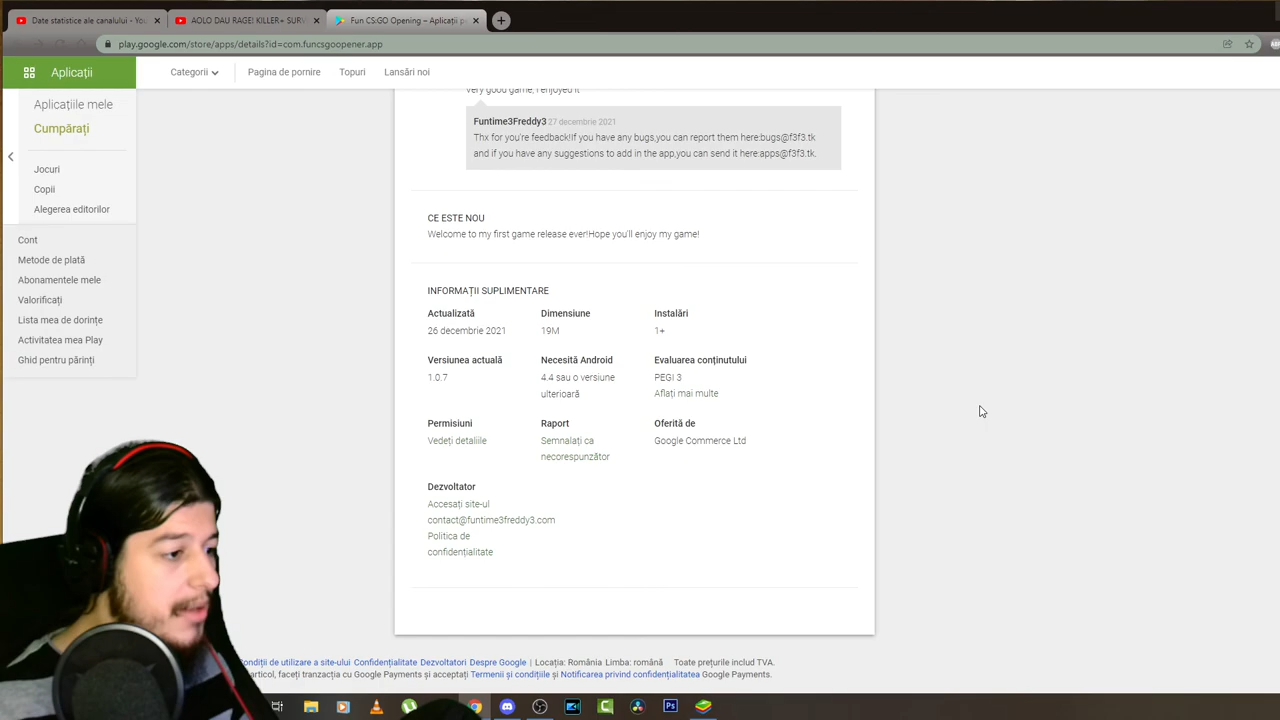 Date statistice ale canalului - Yo
AOLO DAU RAGE! KILLER+ SURV
Fun CS:GO Opening – Aplicații pe
play.google.com/store/apps/details?id=com.funcsgoopener.app
Aplicații
Categorii
Pagina de pornire
Topuri
Lansări noi
Aplicațiile mele
Cumpărați
Jocuri
Copii
Alegerea editorilor
Cont
Metode de plată
Abonamentele mele
Valorificați
Lista mea de dorințe
Activitatea mea Play
Ghid pentru părinți
Very good game, i enjoyed it
Funtime3Freddy3 27 decembrie 2021
Thx for you're feedback!If you have any bugs,you can report them here:bugs@f3f3.tk
and if you have any suggestions to add in the app,you can send it here:apps@f3f3.tk.
CE ESTE NOU
Welcome to my first game release ever!Hope you'll enjoy my game!
INFORMAȚII SUPLIMENTARE
Actualizată
26 decembrie 2021
Dimensiune
19M
Instalări
1+
Versiunea actuală
1.0.7
Necesită Android
4.4 sau o versiune
ulterioară
Evaluarea conținutului
PEGI 3
Aflați mai multe
Permisiuni
Vedeți detaliile
Raport
Semnalați ca
necorespunzător
Oferită de
Google Commerce Ltd
Dezvoltator
Accesați site-ul
contact@funtime3freddy3.com
Politica de
confidențialitate
ondiții de utilizare a site-ului Confidențialitate Dezvoltatori Despre Google | Locația: România Limba: română Toate prețurile includ TVA.
articol, faceți tranzacția cu Google Payments și acceptați Termenii și condițiile și Notificarea privind confidențialitatea Google Payments.
Ps